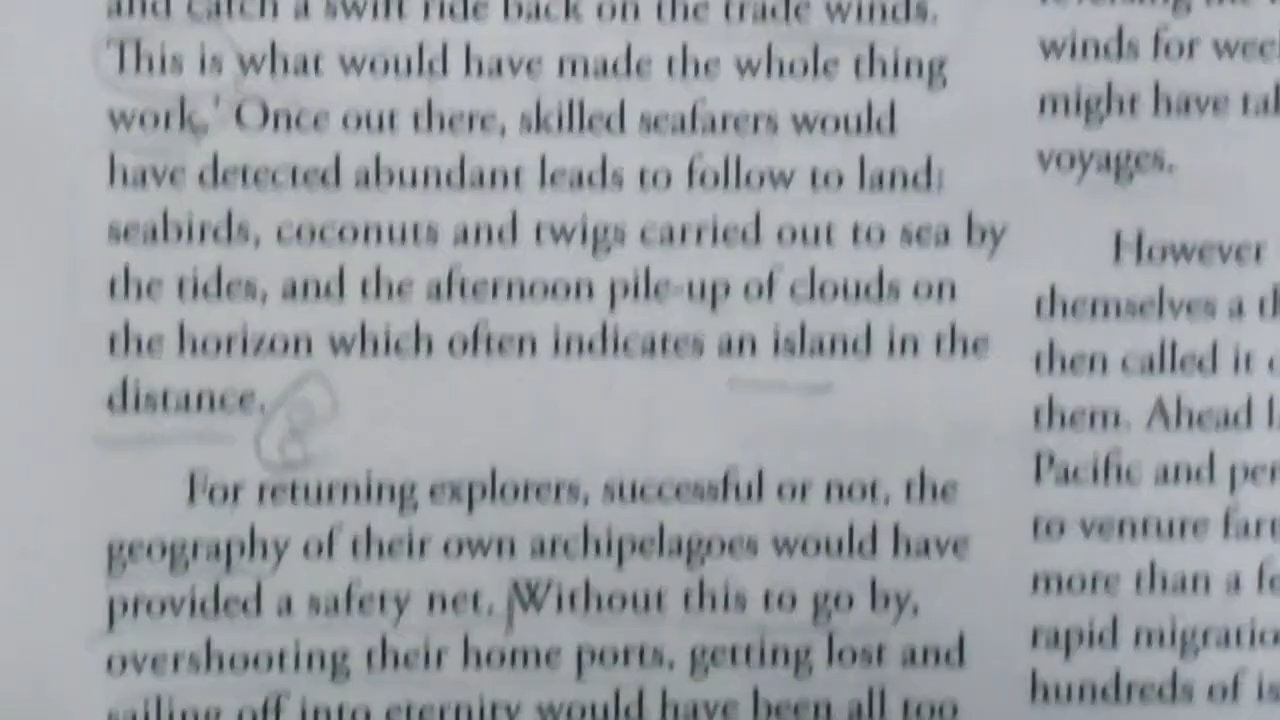 and catch a swift ride back on the trade winds.
This is what would have made the whole thing
work.' Once out there, skilled seafarers would
have detected abundant leads to follow to land:
seabirds, coconuts and twigs carried out to sea by
the tides, and the afternoon pile-up of clouds on
the horizon which often indicates an island in the
distance.
For returning explorers, successful or not, the
geography of their own archipelagoes would have
provided a safety net. Without this to go by,
overshooting their home ports, getting lost and
sailing off into eternity would have been all too
reversing the
winds for
might have
voyages.
However
themselves a
then called it
them. Ahead
Pacific and
to venture
more than a
rapid
hundreds of